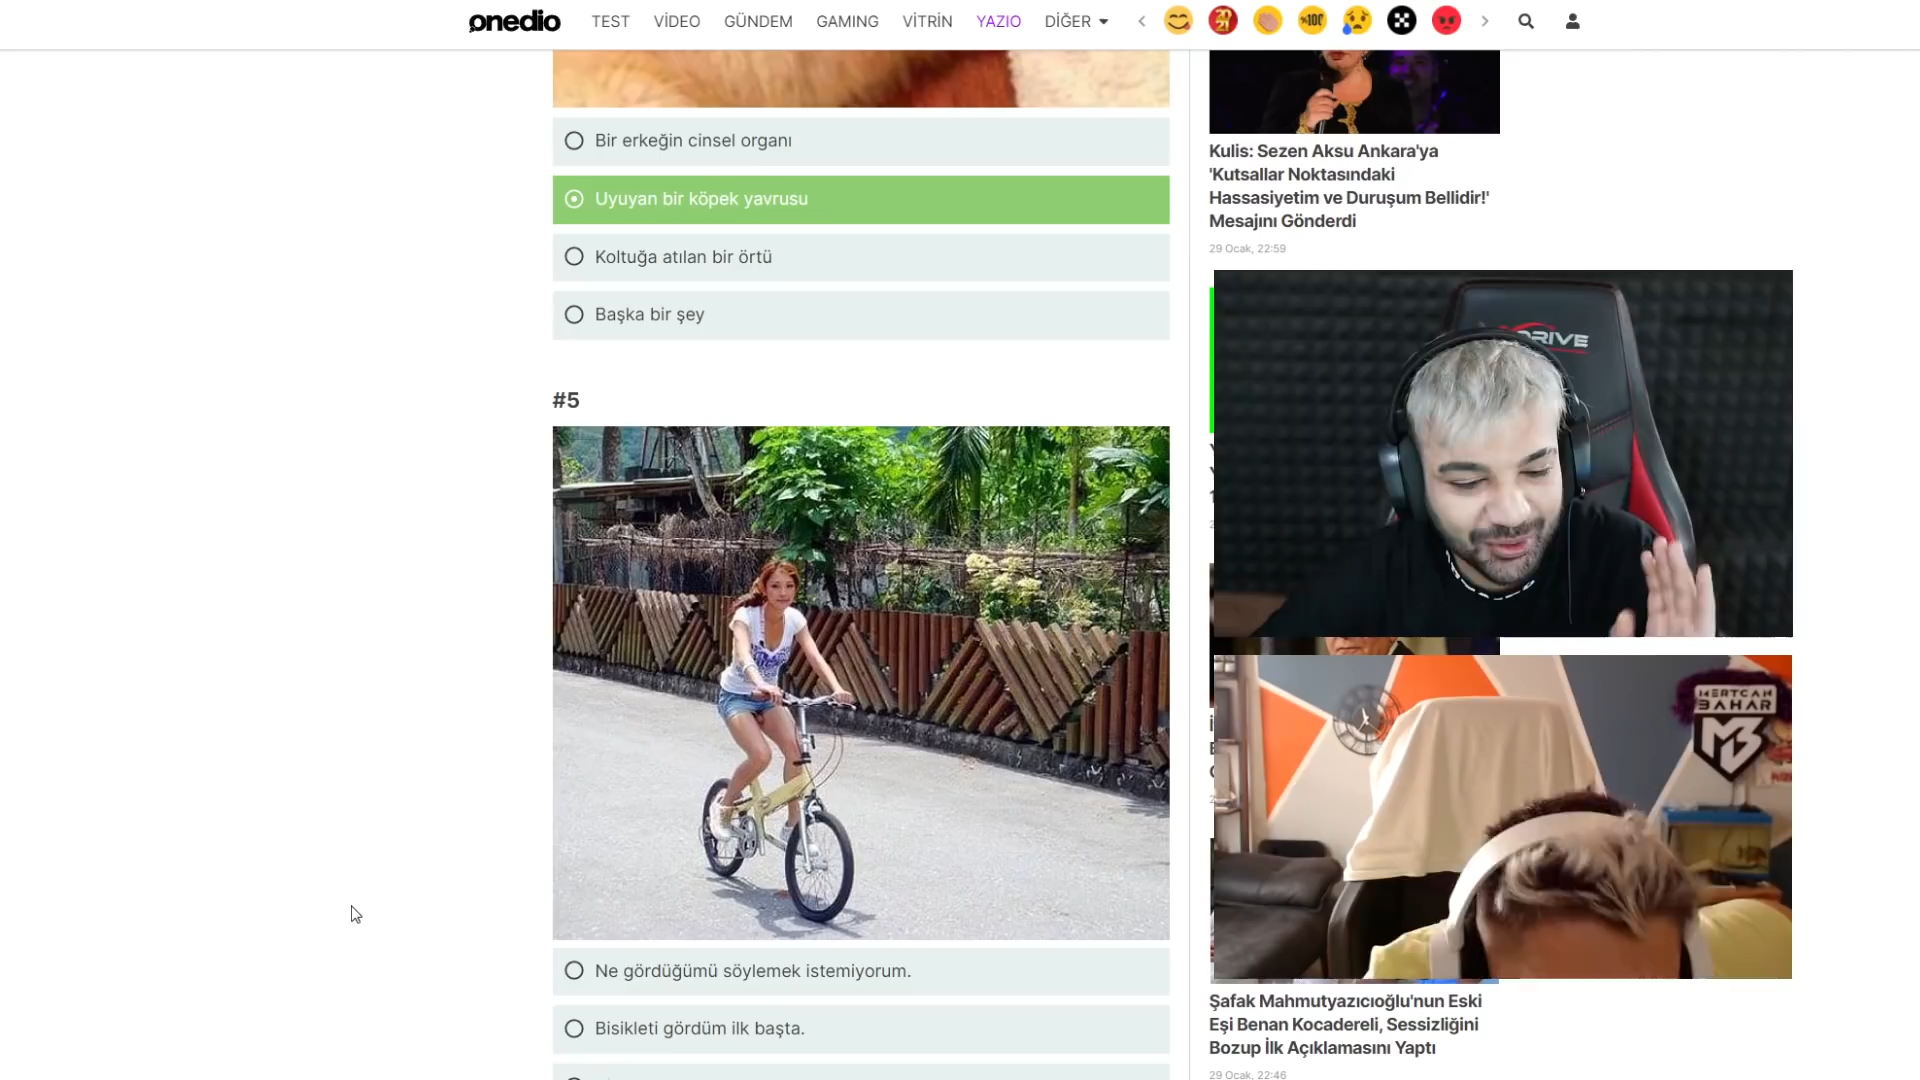 onedio TEST VİDEO GÜNDEM GAMING VİTRİN YAZIO DİĞER
%100
Bir erkeğin cinsel organı
Uyuyan bir köpek yavrusu
Koltuğa atılan bir örtü
Başka bir şey
#5
Ne gördüğümü söylemek istemiyorum.
Bisikleti gördüm ilk başta.
Kulis: Sezen Aksu Ankara'ya
'Kutsallar Noktasındaki
Hassasiyetim ve Duruşum Bellidir!'
Mesajını Gönderdi
29 Ocak, 22:59
DRIVE
MERTCAN
BAHAR
MB
Şafak Mahmutyazıcıoğlu'nun Eski
Eşi Benan Kocadereli, Sessizliğini
Bozup İlk Açıklamasını Yaptı
29 Ocak, 22:46